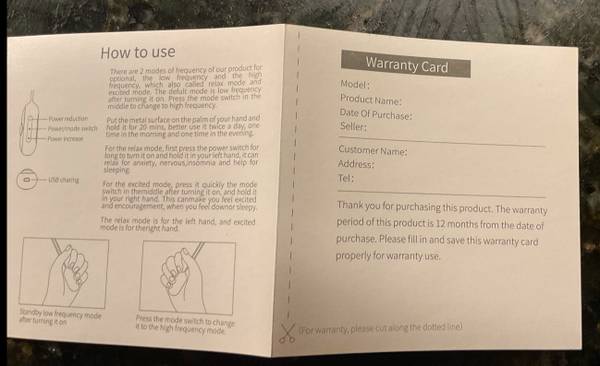 How to use
There are 2 modes of frequency of our product for
optional, the low frequency and the high
frequency, which also called relax mode and
excited mode. The defult mode is low frequency
after turning it on. Press the mode switch in the
middle to change to high frequency.
Put the metal surface on the palm of your hand and
hold it for 20 mins, better use it twice a day, one
time in the morning and one time in the evening.
For the relax mode, first press the power switch for
long to turn it on and hold it in your left hand, it can
relax for anxiety, nervous,insomnia and help for
sleeping.
For the excited mode, press it quickly the mode
switch in themiddle after turning it on, and hold it
in your right hand. This canmake you feel excited
and encouragement, when you feel downor sleepy.
The relax mode is for the left hand, and excited
mode is for theright hand.
Power reduction
Power/mode switch
Power increase
USB charing
Standby low frequency mode
after turning it on
Press the mode switch to change
it to the high frequency mode.
Warranty Card
Model:
Product Name:
Date Of Purchase:
Seller:
Customer Name:
Address:
Tel:
Thank you for purchasing this product. The warranty
period of this product is 12 months from the date of
purchase. Please fill in and save this warranty card
properly for warranty use.
(For warranty, please cut along the dotted line)